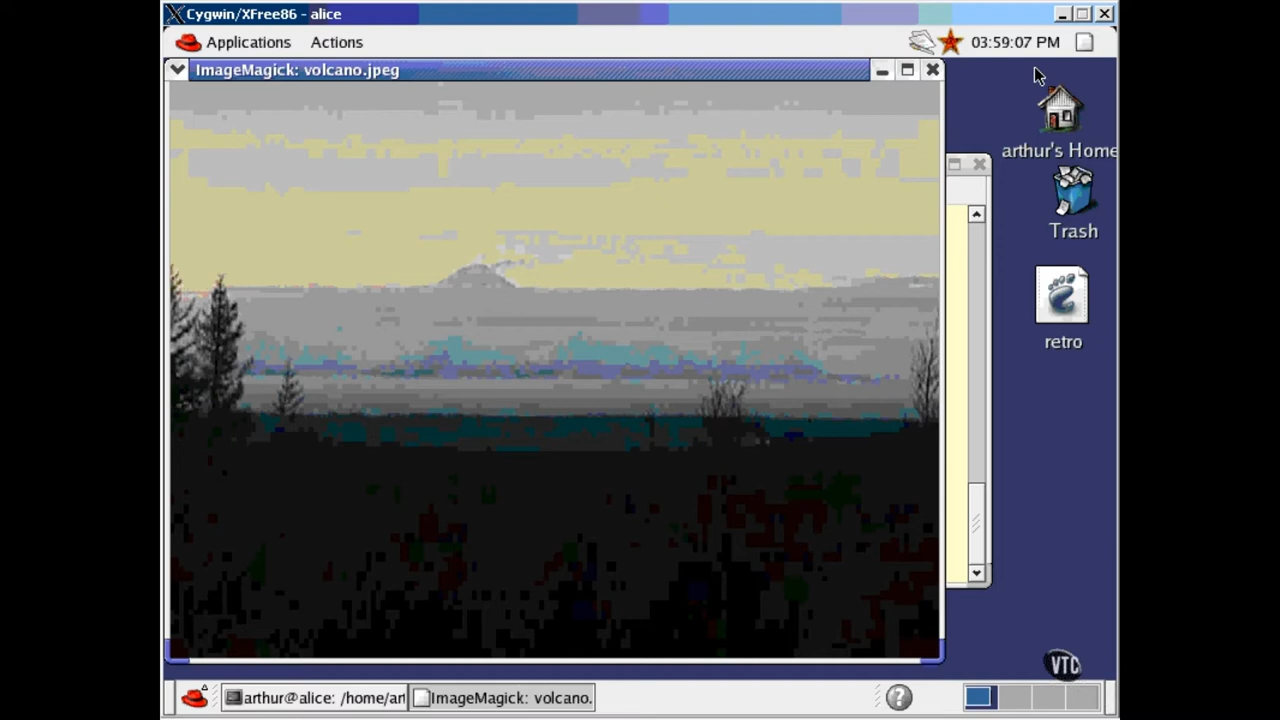 Cygwin/XFree86 - alice
Applications Actions 03:59:07 PM
ImageMagick: volcano.jpeg
arthur's Home
Trash
retro
VTC
arthur@alice: /home/art ImageMagick: volcano.